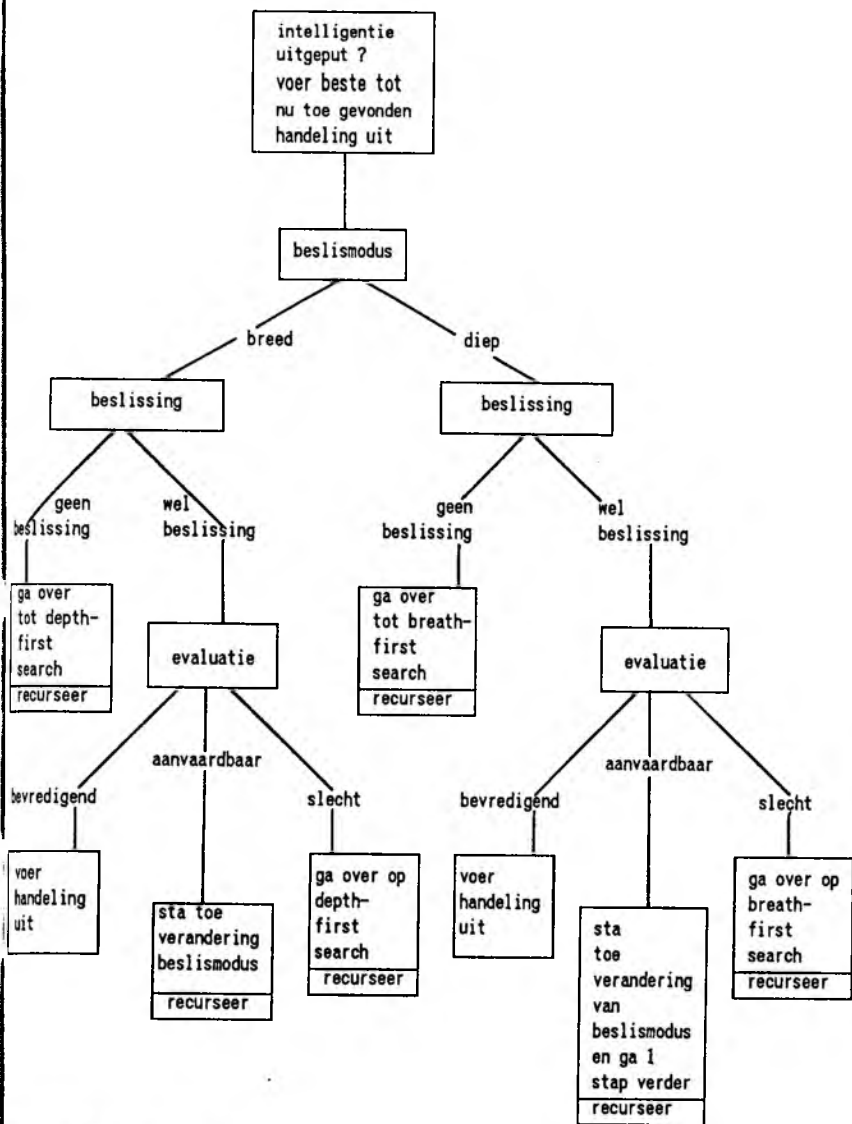 intelligentie
uitgeput ?
voer beste tot
nu toe gevonden
handeling uit
beslismodus
breed
diep
beslissing
beslissing
geen
beslissing
wel
beslissing
geen
beslissing
wel
beslissing
ga over
tot depth-
first
search
recurseer
evaluatie
ga over
tot breath-
first
search
recurseer
evaluatie
bevredigend
aanvaardbaar
slecht
bevredigend
aanvaardbaar
slecht
voer
handeling
uit
sta toe
verandering
beslismodus
recurseer
ga over op
depth-
first
search
recurseer
voer
handeling
uit
sta
toe
verandering
van
beslismodus
en ga 1
stap verder
recurseer
ga over op
breath-
first
search
recurseer